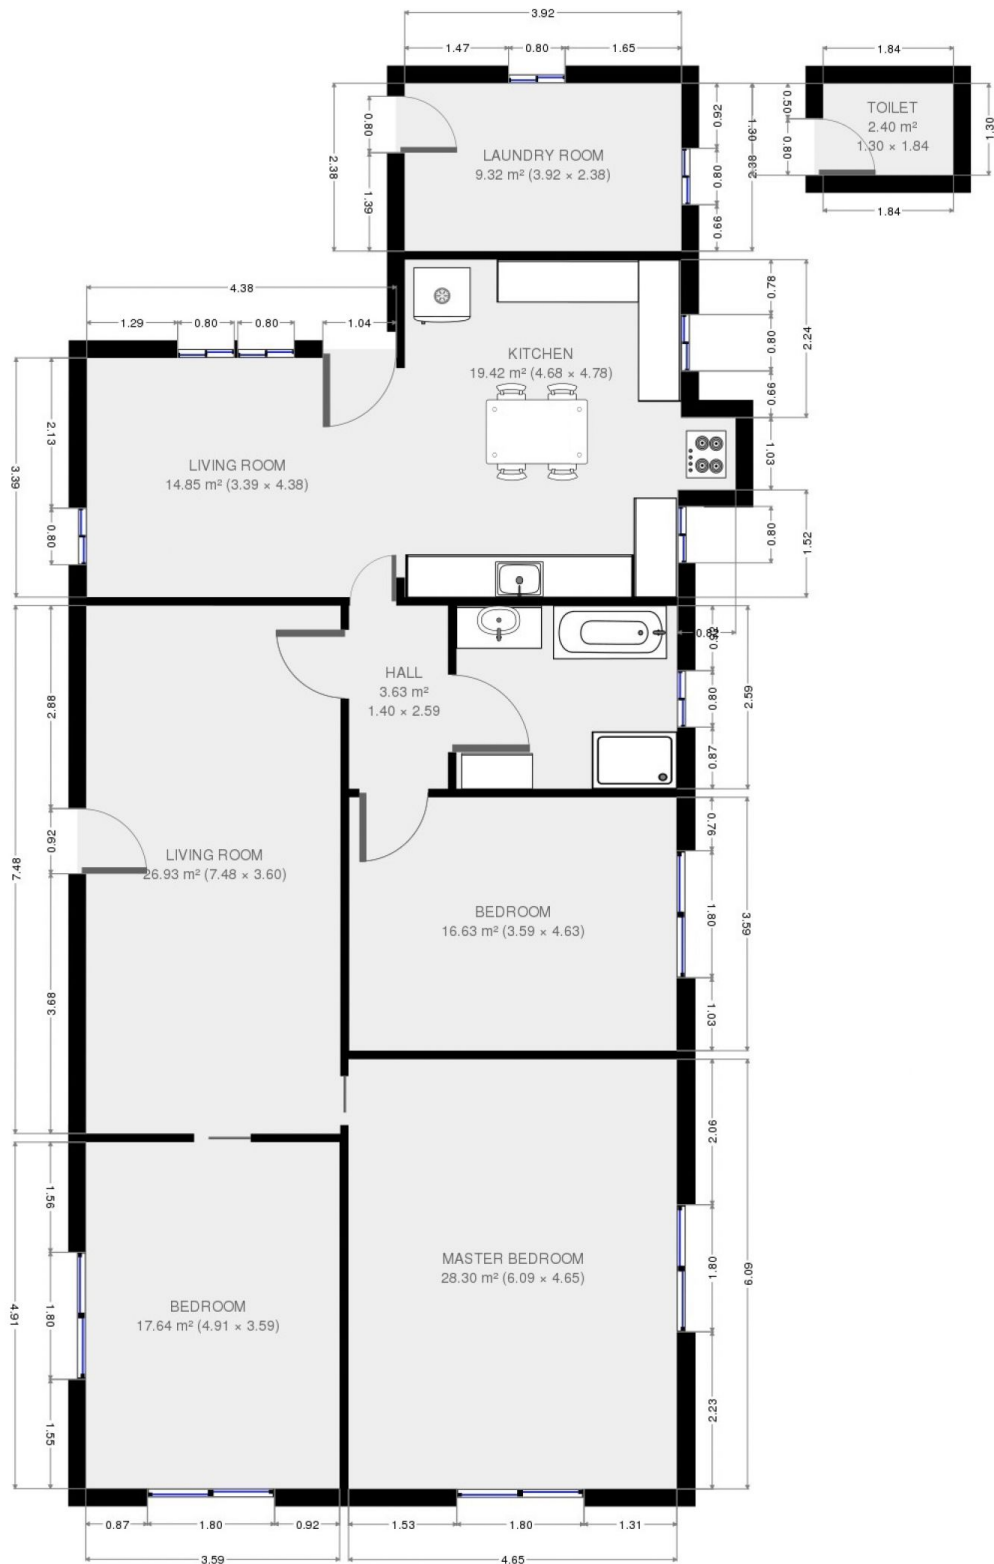 3.92
1.47 0.80 1.65
1.84
0.80
1.39
2.38
LAUNDRY ROOM
9.32 m² (3.92 × 2.38)
0.92
0.80
0.66
1.30
2.38
0.50
0.80
TOILET
2.40 m²
1.30 × 1.84
1.30
1.84
4.38
1.29 0.80 0.80 1.04
KITCHEN
19.42 m² (4.68 × 4.78)
0.78
0.80
0.66
2.24
1.03
0.80
1.52
2.13
0.80
3.39
LIVING ROOM
14.85 m² (3.39 × 4.38)
0.82
HALL
3.63 m²
1.40 × 2.59
0.92
0.80
0.87
2.59
2.88
0.92
3.68
7.48
LIVING ROOM
26.93 m² (7.48 × 3.60)
BEDROOM
16.63 m² (3.59 × 4.63)
0.76
1.80
1.03
3.59
MASTER BEDROOM
28.30 m² (6.09 × 4.65)
2.06
1.80
2.23
6.09
BEDROOM
17.64 m² (4.91 × 3.59)
1.56
1.80
1.55
4.91
0.87 1.80 0.92
1.53 1.80 1.31
3.59
4.65